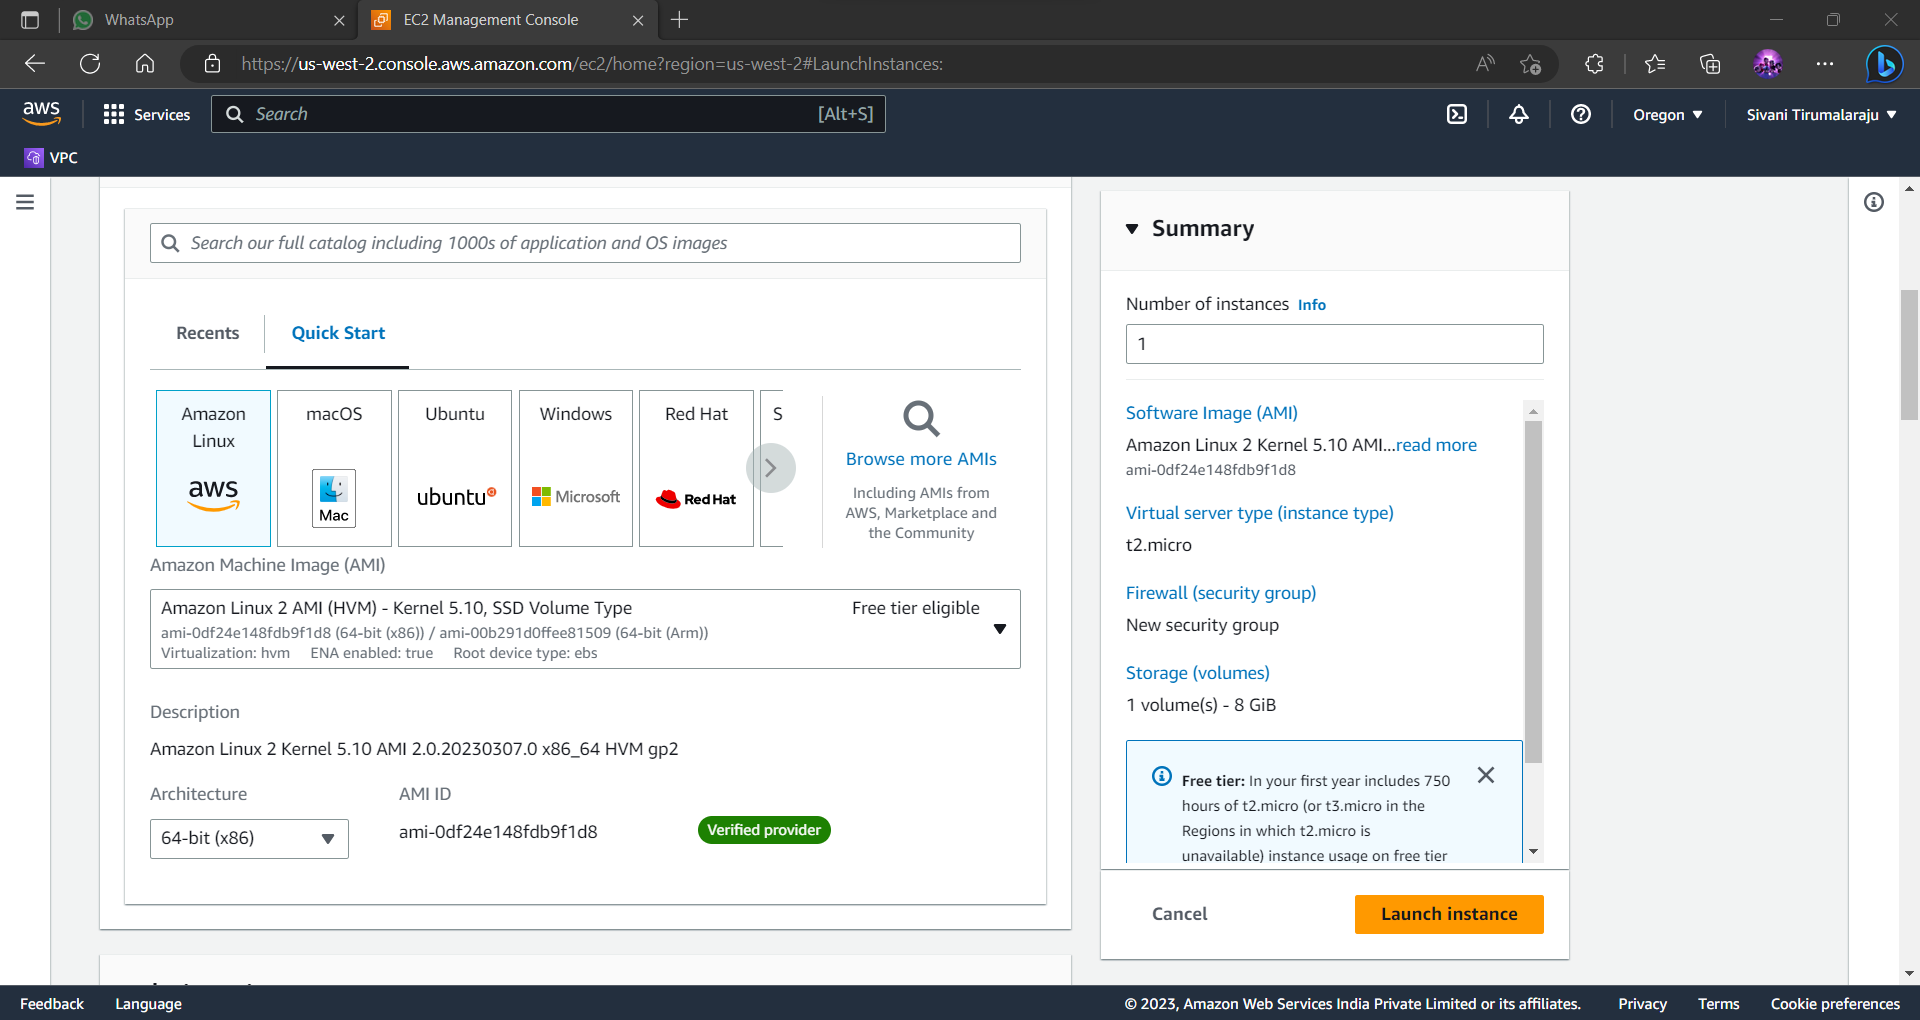 WhatsApp
EC2 Management Console
https://us-west-2.console.aws.amazon.com/ec2/home?region=us-west-2#LaunchInstances:
aws
Services
Search
[Alt+S]
Oregon
Sivani Tirumalaraju
VPC
Search our full catalog including 1000s of application and OS images
Recents
Quick Start
Amazon
Linux
aws
macOS
Mac
Ubuntu
ubuntu
Windows
Microsoft
Red Hat
Red Hat
S
Browse more AMIs
Including AMIs from
AWS, Marketplace and
the Community
Amazon Machine Image (AMI)
Amazon Linux 2 AMI (HVM) - Kernel 5.10, SSD Volume Type
Free tier eligible
ami-0df24e148fdb9f1d8 (64-bit (x86)) / ami-00b291d0ffee81509 (64-bit (Arm))
Virtualization: hvm ENA enabled: true Root device type: ebs
Description
Amazon Linux 2 Kernel 5.10 AMI 2.0.20230307.0 x86_64 HVM gp2
Architecture
AMI ID
64-bit (x86)
ami-0df24e148fdb9f1d8
Verified provider
Summary
Number of instances Info
1
Software Image (AMI)
Amazon Linux 2 Kernel 5.10 AMI...read more
ami-0df24e148fdb9f1d8
Virtual server type (instance type)
t2.micro
Firewall (security group)
New security group
Storage (volumes)
1 volume(s) - 8 GiB
Free tier: In your first year includes 750
hours of t2.micro (or t3.micro in the
Regions in which t2.micro is
unavailable) instance usage on free tier
Cancel
Launch instance
Feedback
Language
© 2023, Amazon Web Services India Private Limited or its affiliates.
Privacy
Terms
Cookie preferences